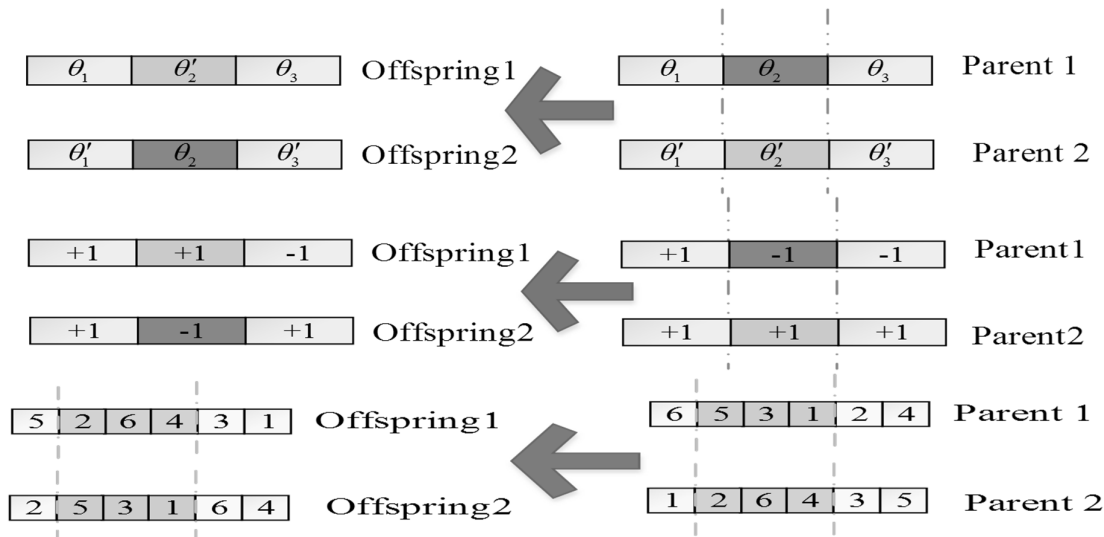 θ₁ θ′₂ θ₃ Offspring1 θ₁ θ₂ θ₃ Parent 1
θ′₁ θ₂ θ′₃ Offspring2 θ′₁ θ′₂ θ′₃ Parent 2
+1 +1 -1 Offspring1 +1 -1 -1 Parent1
+1 -1 +1 Offspring2 +1 +1 +1 Parent2
5 2 6 4 3 1 Offspring1 6 5 3 1 2 4 Parent 1
2 5 3 1 6 4 Offspring2 1 2 6 4 3 5 Parent 2